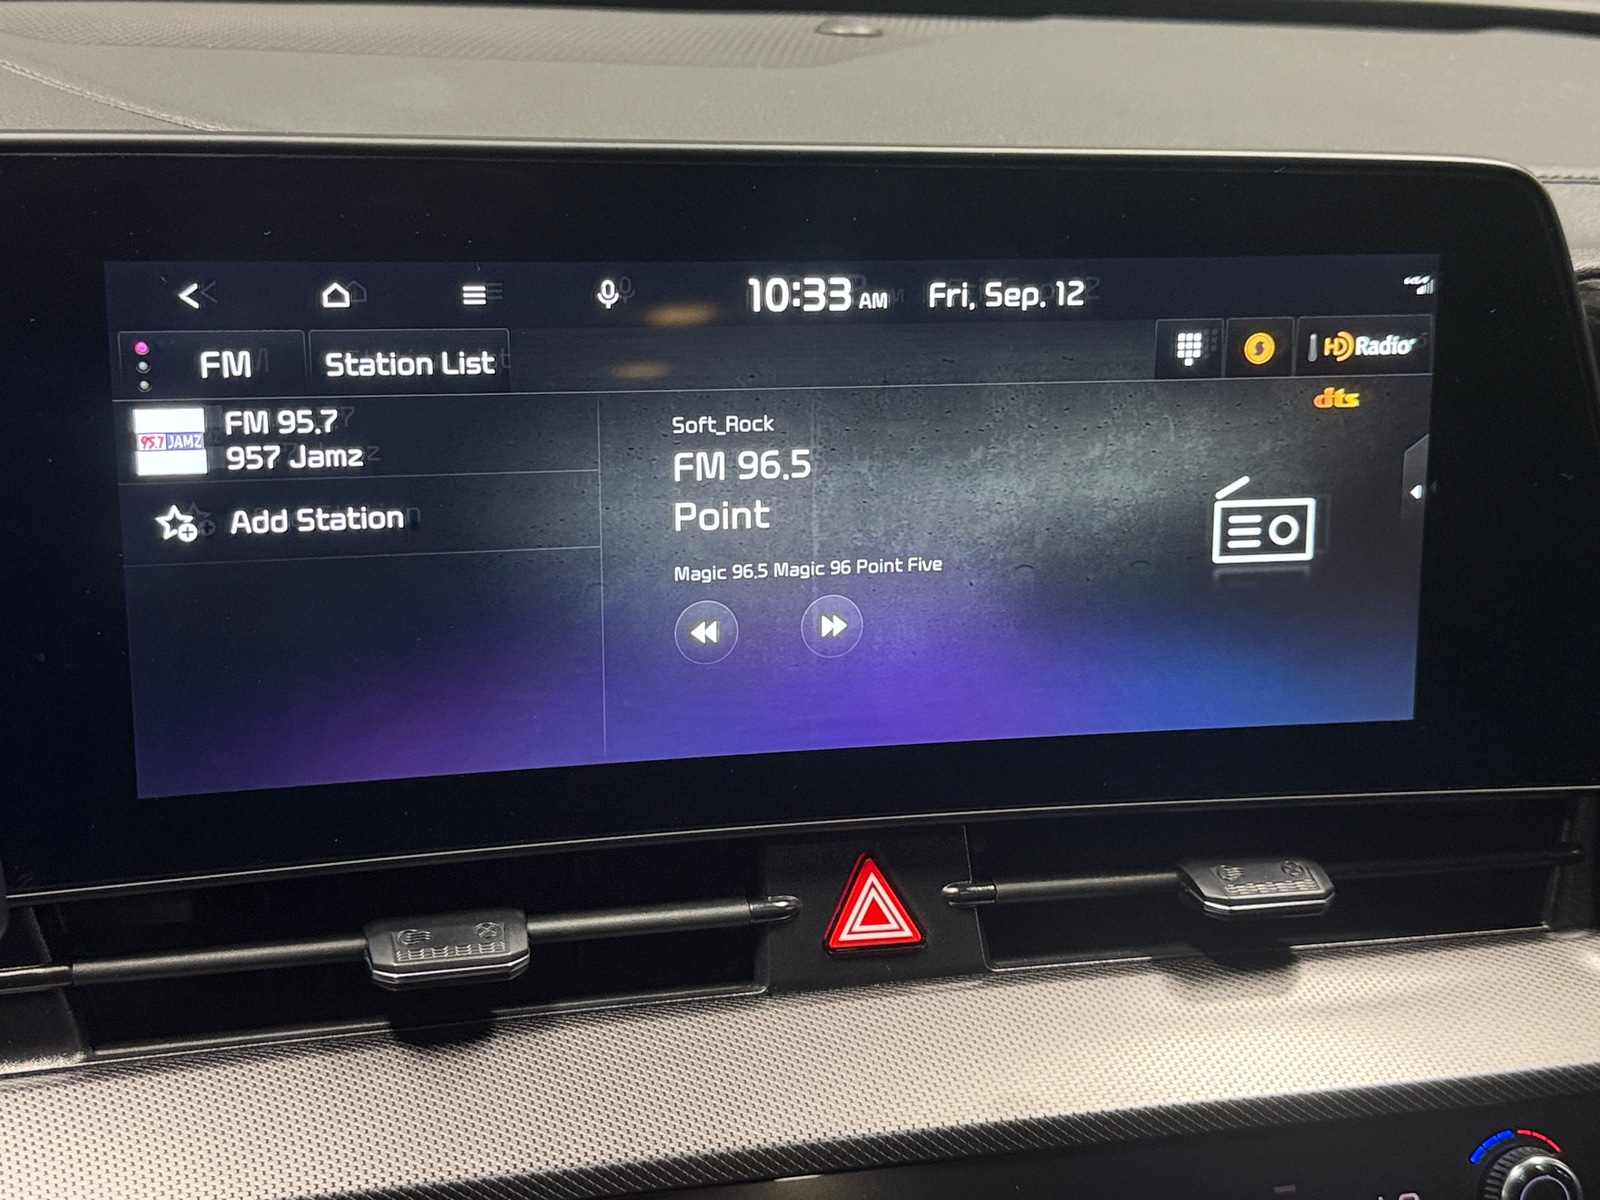 10:33 AM Fri, Sep. 12
FM Station List HD Radio
dts
FM 95.7
95.7 JAMZ
957 Jamz
Add Station
Soft_Rock
FM 96.5
Point
Magic 96.5 Magic 96 Point Five